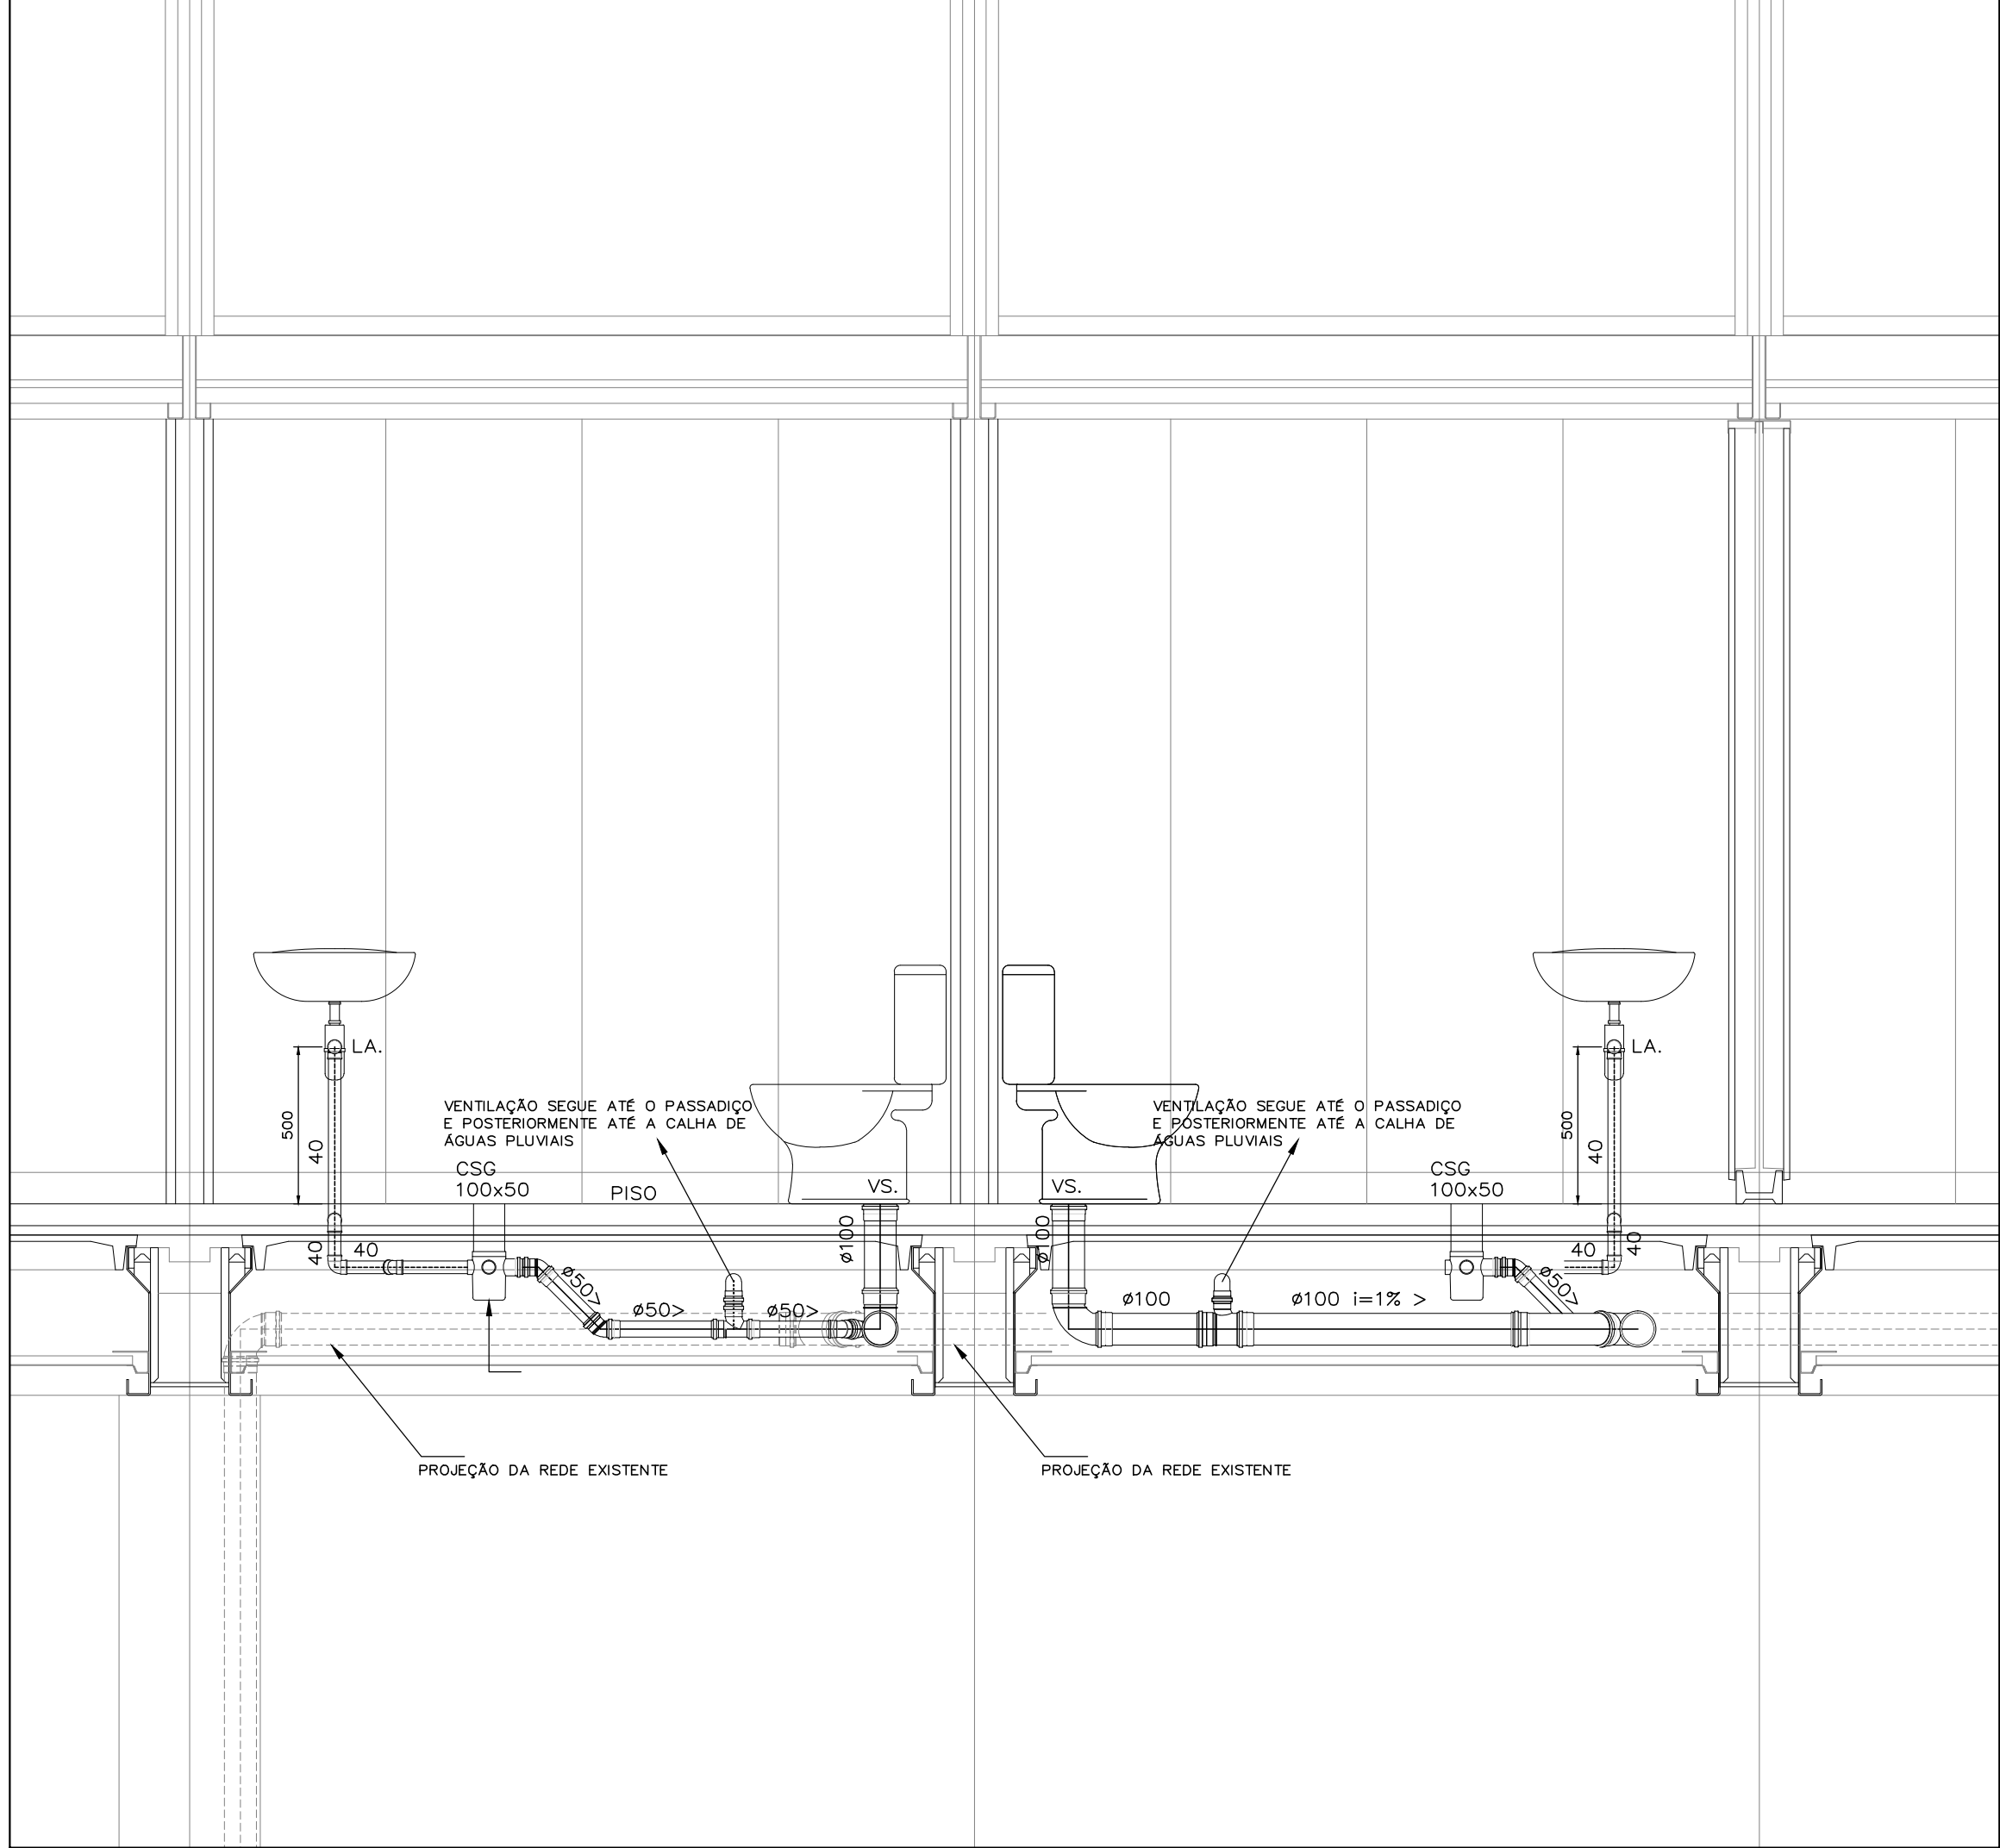 LA.
LA.
500
40
VENTILAÇÃO SEGUE ATÉ O PASSADIÇO
E POSTERIORMENTE ATÉ A CALHA DE
ÁGUAS PLUVIAIS
VENTILAÇÃO SEGUE ATÉ O PASSADIÇO
E POSTERIORMENTE ATÉ A CALHA DE
ÁGUAS PLUVIAIS
500
40
CSG
100x50
PISO
VS.
VS.
CSG
100x50
40
40
ø50>
ø50>
ø50>
ø100
ø100
ø100
ø100 i=1% >
ø50>
40
40
PROJEÇÃO DA REDE EXISTENTE
PROJEÇÃO DA REDE EXISTENTE